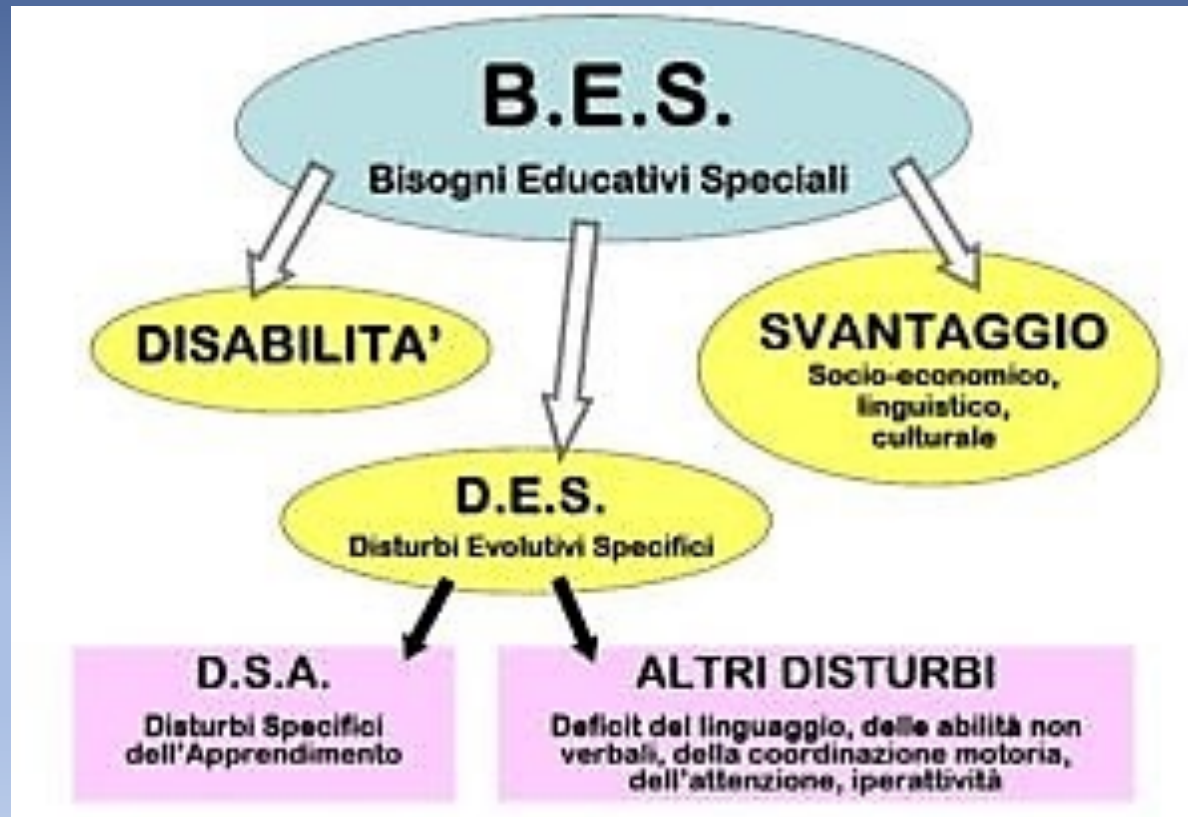 B.E.S.
Bisogni Educativi Speciali
DISABILITA'
SVANTAGGIO
Socio-economico,
linguistico,
culturale
D.E.S.
Disturbi Evolutivi Specifici
D.S.A.
Disturbi Specifici
dell'Apprendimento
ALTRI DISTURBI
Deficit del linguaggio, delle abilità non
verbali, della coordinazione motoria,
dell'attenzione, iperattività